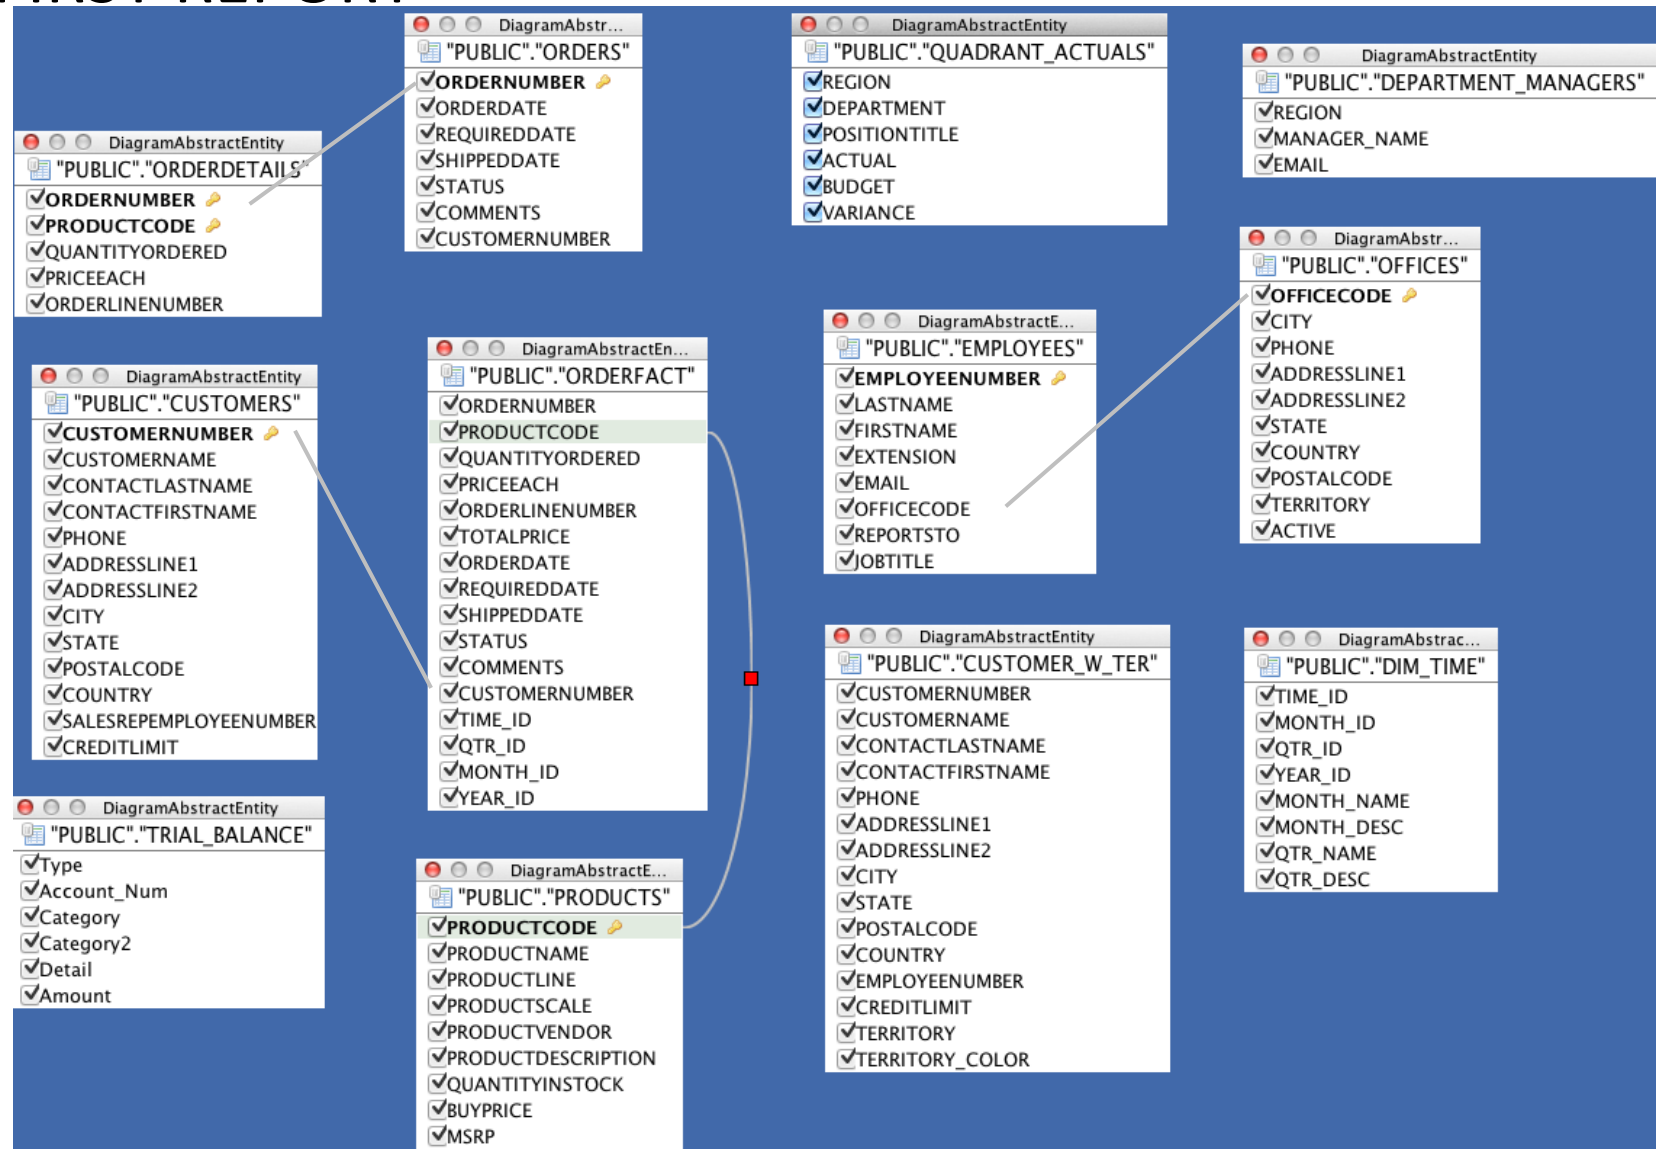 FIRST REPORT
DiagramAbstr...
"PUBLIC"."ORDERS"
ORDERNUMBER
ORDERDATE
REQUIREDDATE
SHIPPEDDATE
STATUS
COMMENTS
CUSTOMERNUMBER
DiagramAbstractEntity
"PUBLIC"."QUADRANT_ACTUALS"
REGION
DEPARTMENT
POSITIONTITLE
ACTUAL
BUDGET
VARIANCE
DiagramAbstractEntity
"PUBLIC"."DEPARTMENT_MANAGERS"
REGION
MANAGER_NAME
EMAIL
DiagramAbstractEntity
"PUBLIC"."ORDERDETAILS"
ORDERNUMBER
PRODUCTCODE
QUANTITYORDERED
PRICEEACH
ORDERLINENUMBER
DiagramAbstr...
"PUBLIC"."OFFICES"
OFFICECODE
CITY
PHONE
ADDRESSLINE1
ADDRESSLINE2
STATE
COUNTRY
POSTALCODE
TERRITORY
ACTIVE
DiagramAbstractE...
"PUBLIC"."EMPLOYEES"
EMPLOYEENUMBER
LASTNAME
FIRSTNAME
EXTENSION
EMAIL
OFFICECODE
REPORTSTO
JOBTITLE
DiagramAbstractEn...
"PUBLIC"."ORDERFACT"
ORDERNUMBER
PRODUCTCODE
QUANTITYORDERED
PRICEEACH
ORDERLINENUMBER
TOTALPRICE
ORDERDATE
REQUIREDDATE
SHIPPEDDATE
STATUS
COMMENTS
CUSTOMERNUMBER
TIME_ID
QTR_ID
MONTH_ID
YEAR_ID
DiagramAbstractEntity
"PUBLIC"."CUSTOMERS"
CUSTOMERNUMBER
CUSTOMERNAME
CONTACTLASTNAME
CONTACTFIRSTNAME
PHONE
ADDRESSLINE1
ADDRESSLINE2
CITY
STATE
POSTALCODE
COUNTRY
SALESREPEMPLOYEENUMBER
CREDITLIMIT
DiagramAbstractEntity
"PUBLIC"."CUSTOMER_W_TER"
CUSTOMERNUMBER
CUSTOMERNAME
CONTACTLASTNAME
CONTACTFIRSTNAME
PHONE
ADDRESSLINE1
ADDRESSLINE2
CITY
STATE
POSTALCODE
COUNTRY
EMPLOYEENUMBER
CREDITLIMIT
TERRITORY
TERRITORY_COLOR
DiagramAbstrac...
"PUBLIC"."DIM_TIME"
TIME_ID
MONTH_ID
QTR_ID
YEAR_ID
MONTH_NAME
MONTH_DESC
QTR_NAME
QTR_DESC
DiagramAbstractEntity
"PUBLIC"."TRIAL_BALANCE"
Type
Account_Num
Category
Category2
Detail
Amount
DiagramAbstractE...
"PUBLIC"."PRODUCTS"
PRODUCTCODE
PRODUCTNAME
PRODUCTLINE
PRODUCTSCALE
PRODUCTVENDOR
PRODUCTDESCRIPTION
QUANTITYINSTOCK
BUYPRICE
MSRP